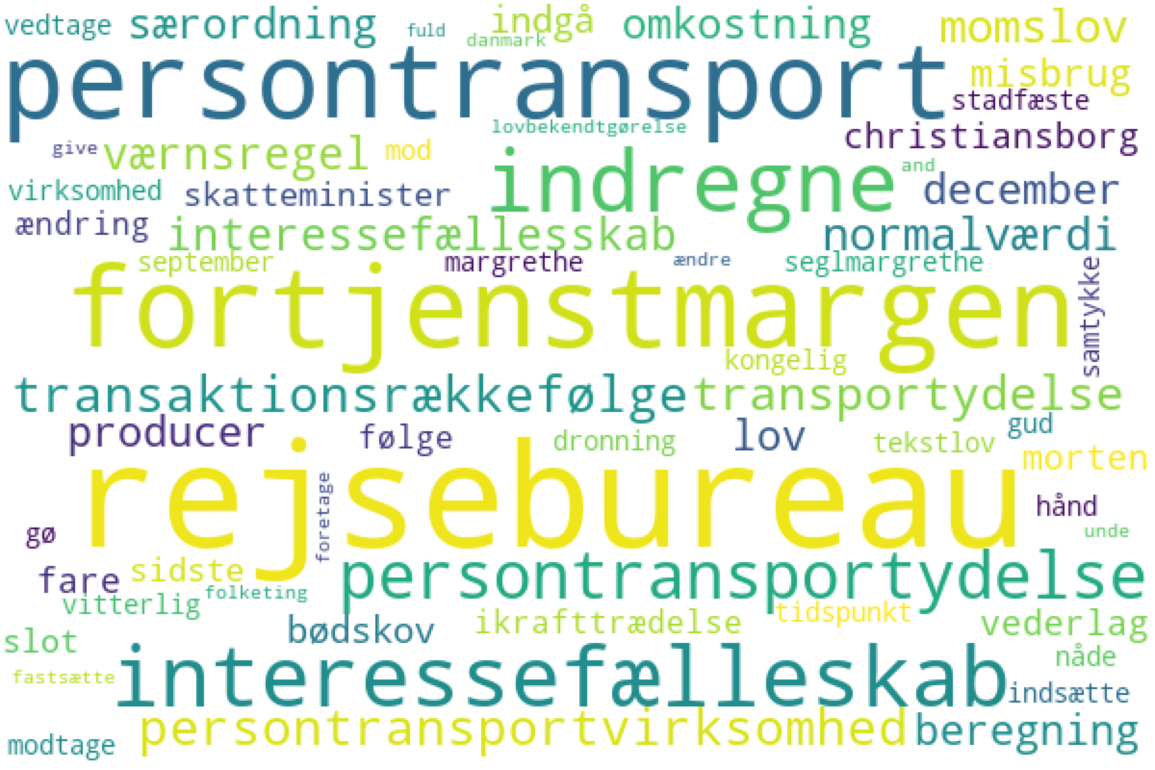 vedtage særordning fuld indgå omkostning momslov
danmark
persontransport misbrug
stadfæste
lovbekendtgørelse christiansborg
give værnsregel mod indregne and
virksomhed skatteminister december
ændring interessefællesskab normalværdi
september margrethe ændre seglmargrethe
fortjenstmargen samtykke
kongelig
transaktionsrækkefølge transportydelse
producer følge dronning lov tekstlov gud
rejsebureau morten
foretage hånd
gø unde
fare sidste persontransportydelse
vitterlig folketing tidspunkt
slot bødskov ikrafttrædelse vederlag
fastsætte interessefælleskab nåde
indsætte
modtage persontransportvirksomhed beregning